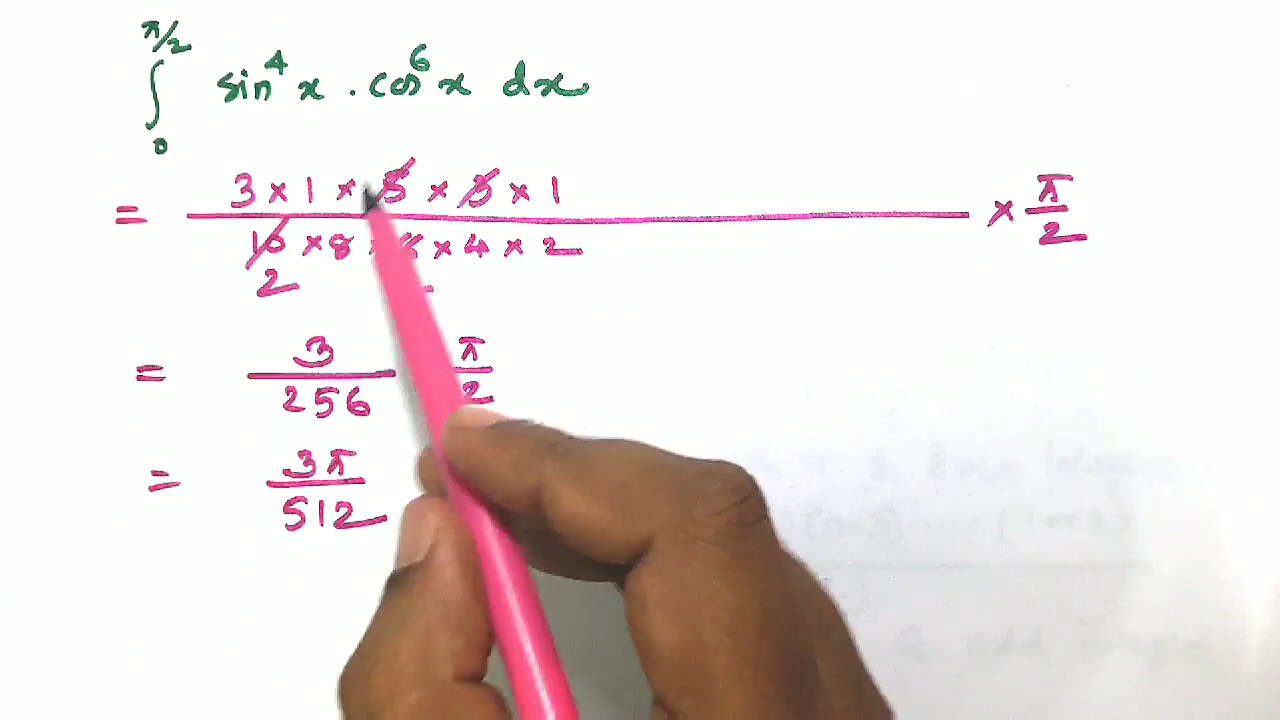 π/2
∫ sin⁴x . cos⁶x dx
0
3 × 1 × 5 × 3 × 1
= ————— × π/2
10 × 8 × 6 × 4 × 2
2
= 3/256 π/2
= 3π/512